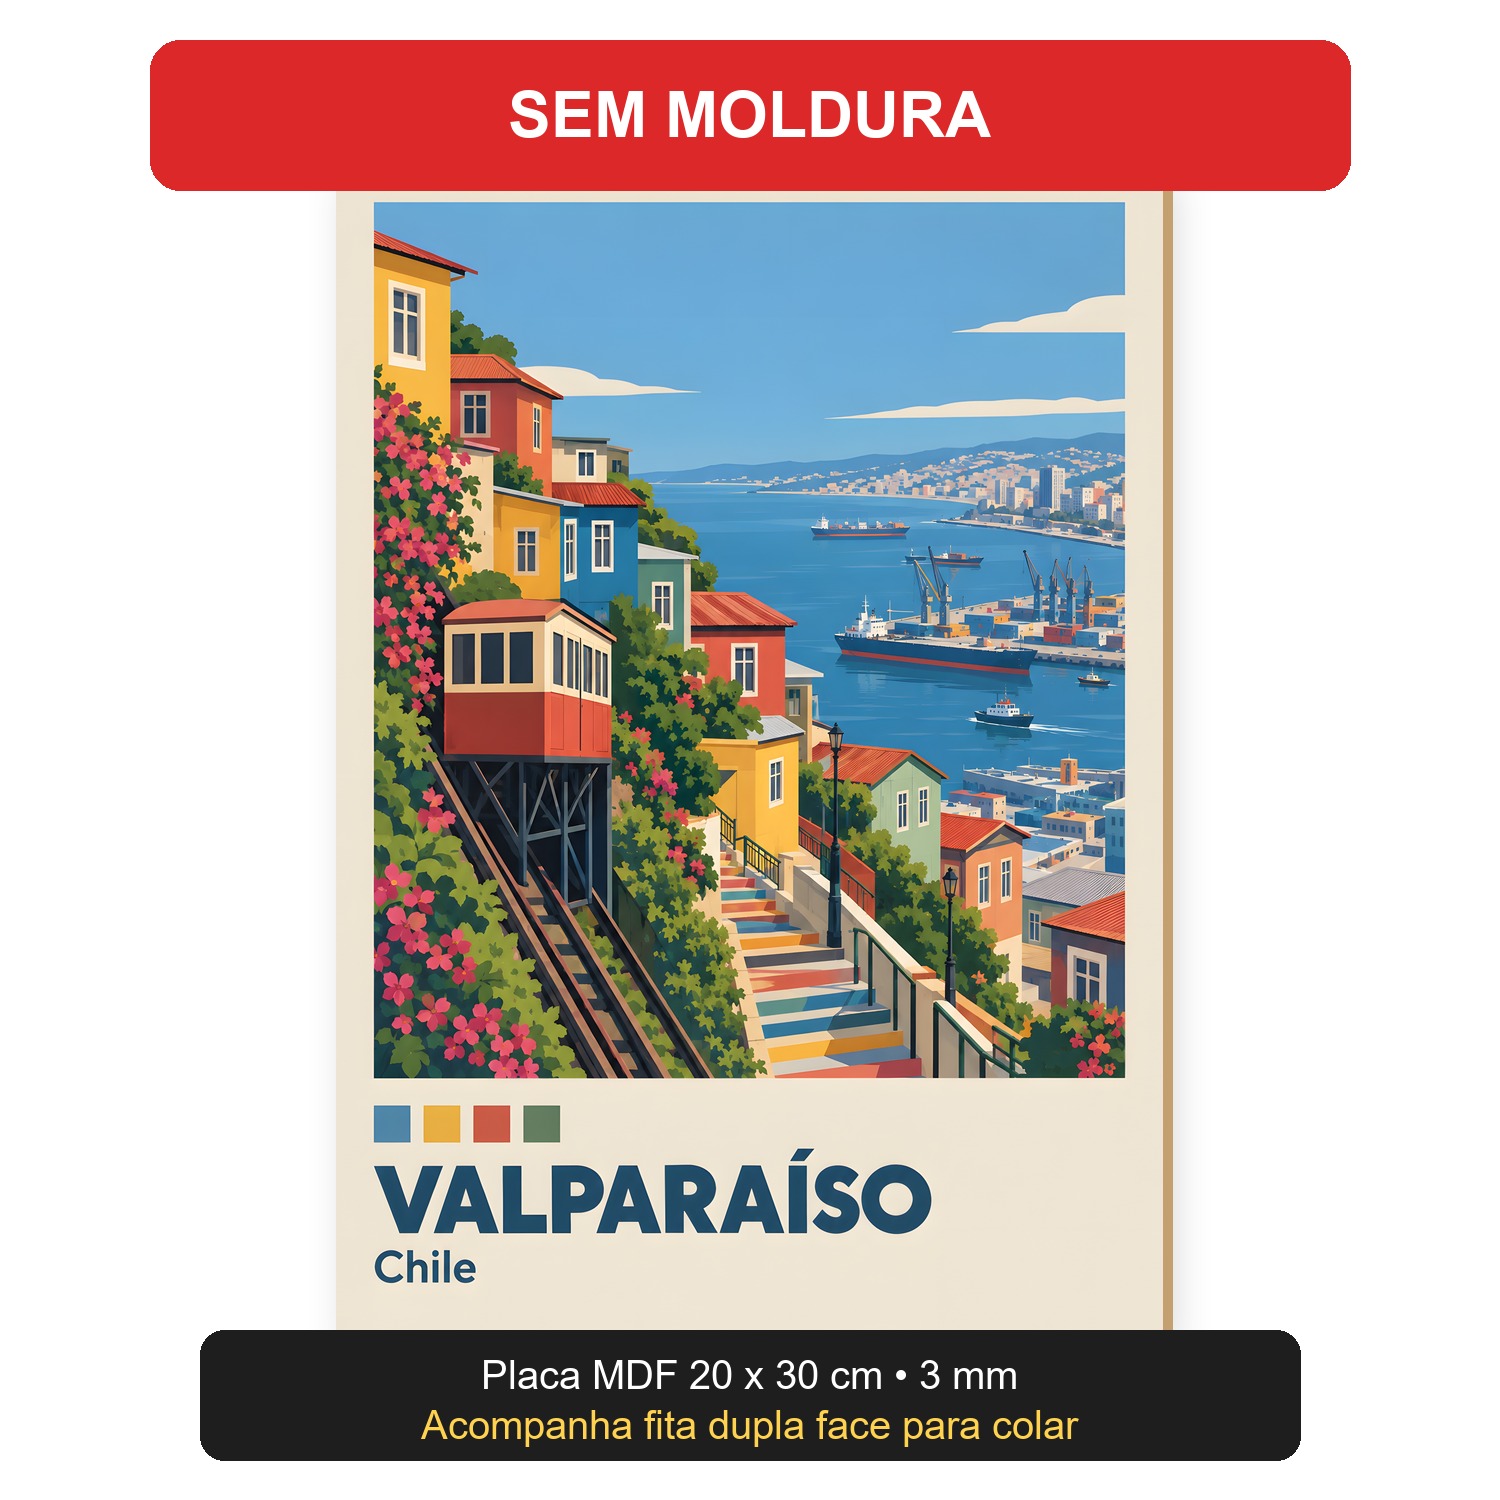 SEM MOLDURA
VALPARAÍSO
Chile
Placa MDF 20 x 30 cm • 3 mm
Acompanha fita dupla face para colar